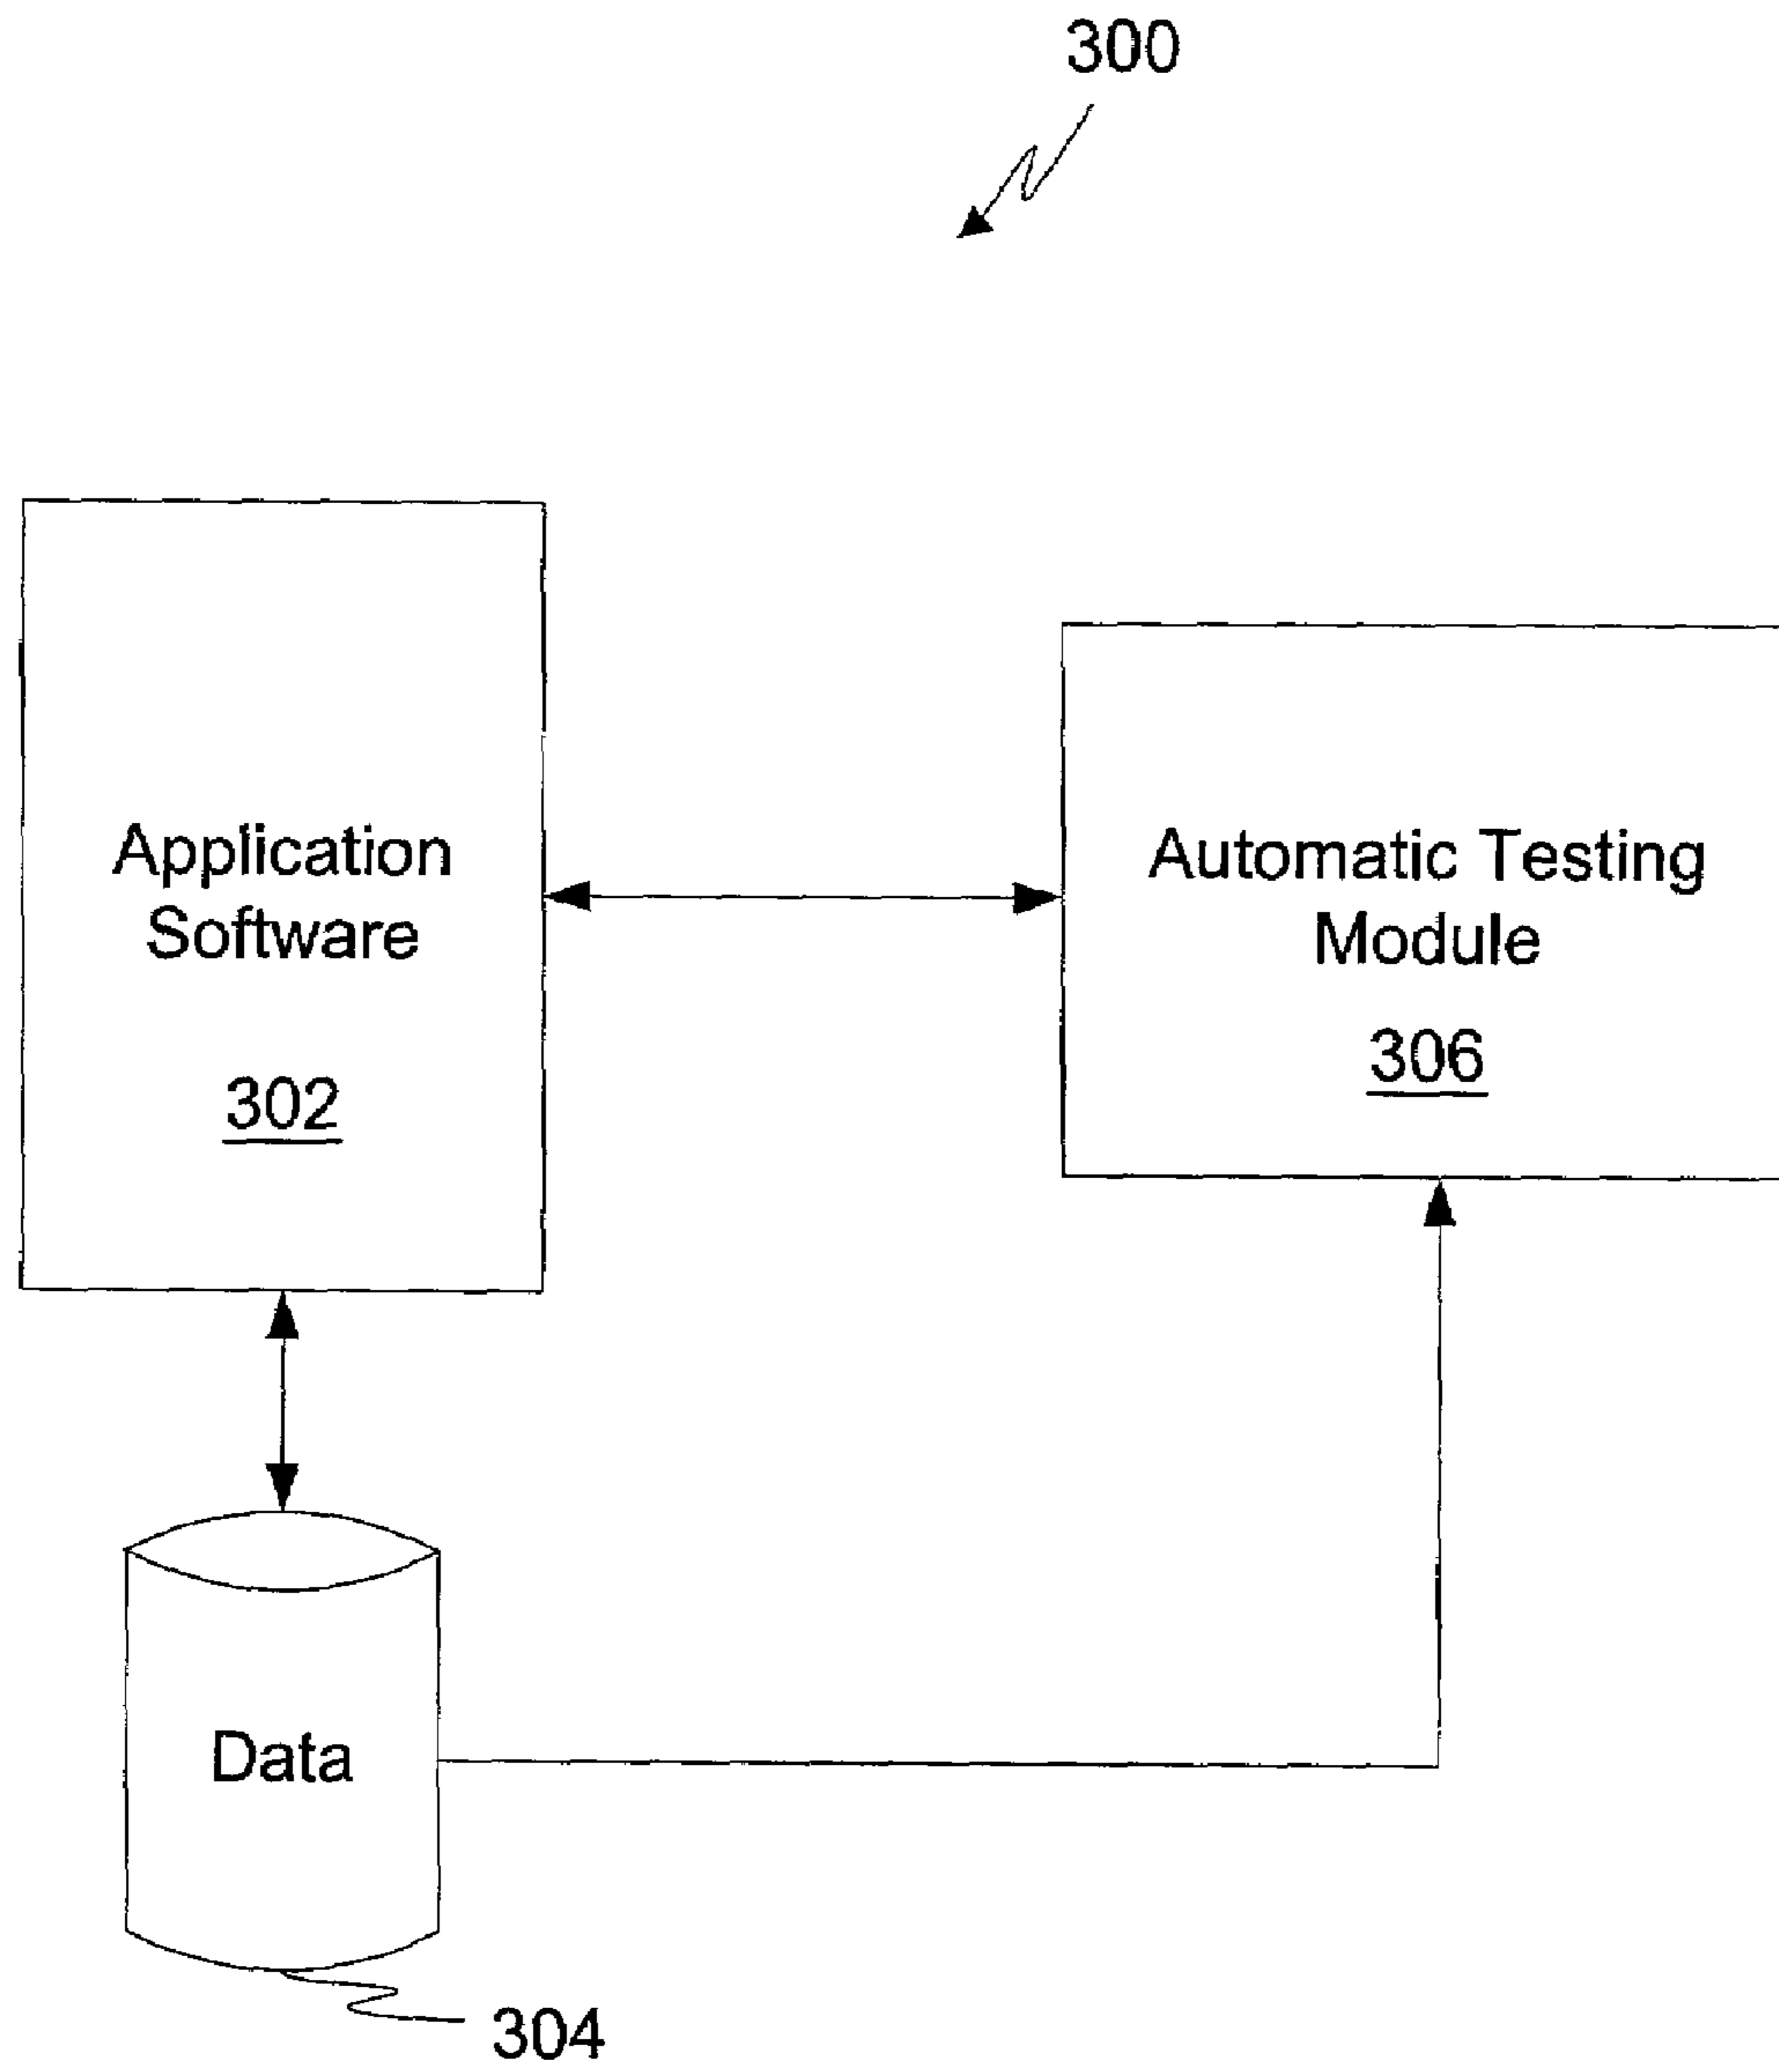 300
Application
Software
302
Automatic Testing
Module
306
Data
304